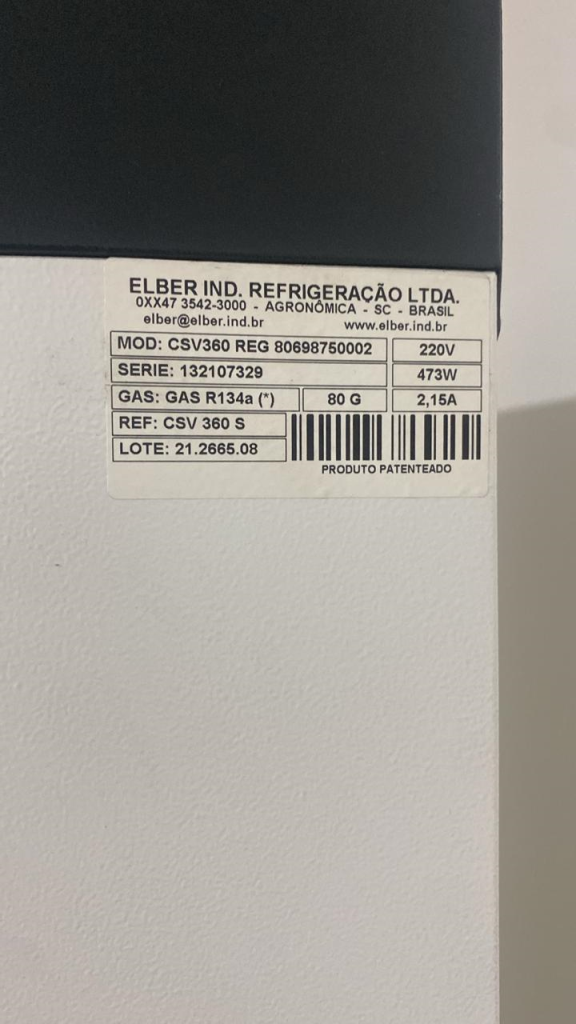 ELBER IND. REFRIGERAÇÃO LTDA.
0XX47 3542-3000 - AGRONÔMICA - SC - BRASIL
elber@elber.ind.br www.elber.ind.br
MOD: CSV360 REG 80698750002 220V
SERIE: 132107329 473W
GAS: GAS R134a (*) 80 G 2,15A
REF: CSV 360 S
LOTE: 21.2665.08
PRODUTO PATENTEADO